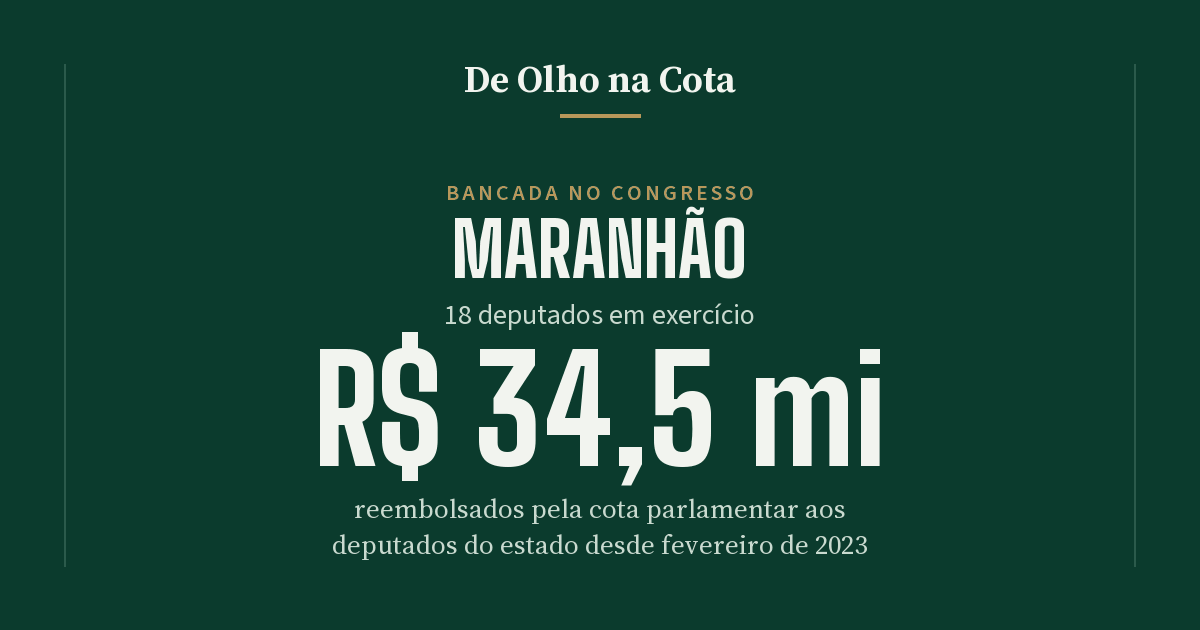 De Olho na Cota
BANCADA NO CONGRESSO
MARANHÃO
18 deputados em exercício
R$ 34,5 mi
reembolsados pela cota parlamentar aos
deputados do estado desde fevereiro de 2023